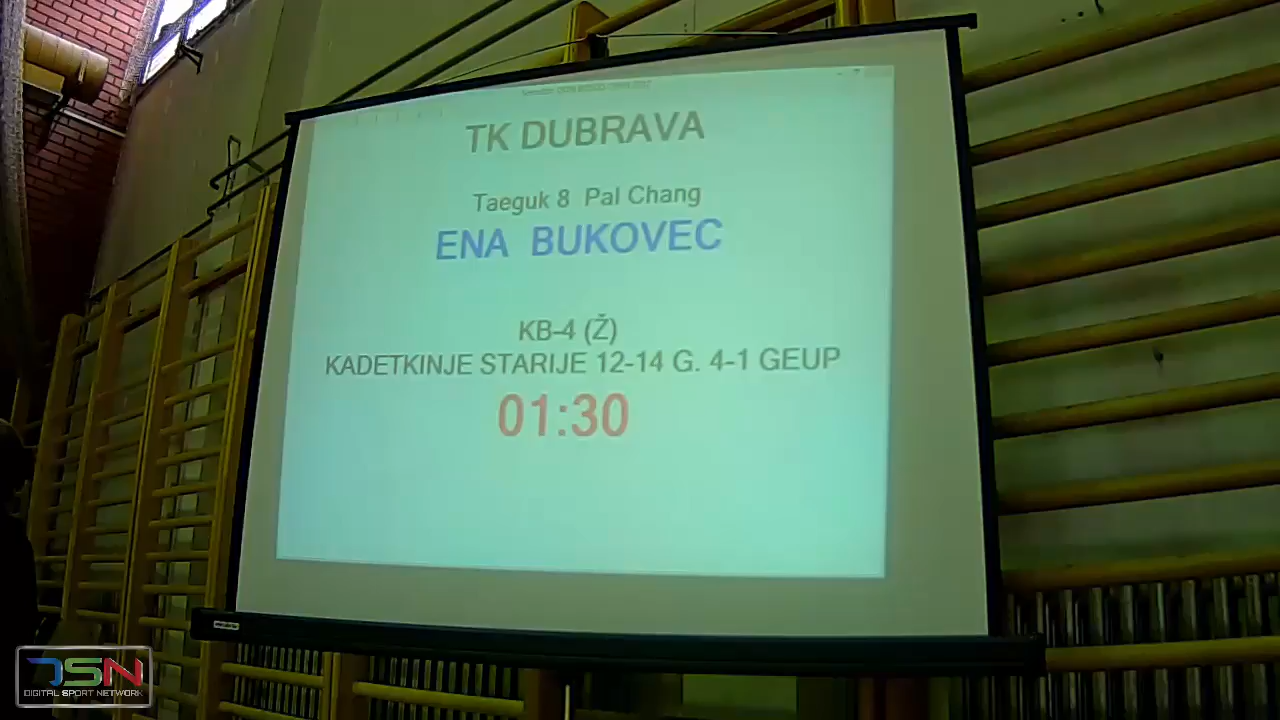 TK DUBRAVA
Taeguk 8 Pal Chang
ENA BUKOVEC
KB-4 (Ž)
KADETKINJE STARIJE 12-14 G. 4-1 GEUP
01:30
DSN
DIGITAL SPORT NETWORK